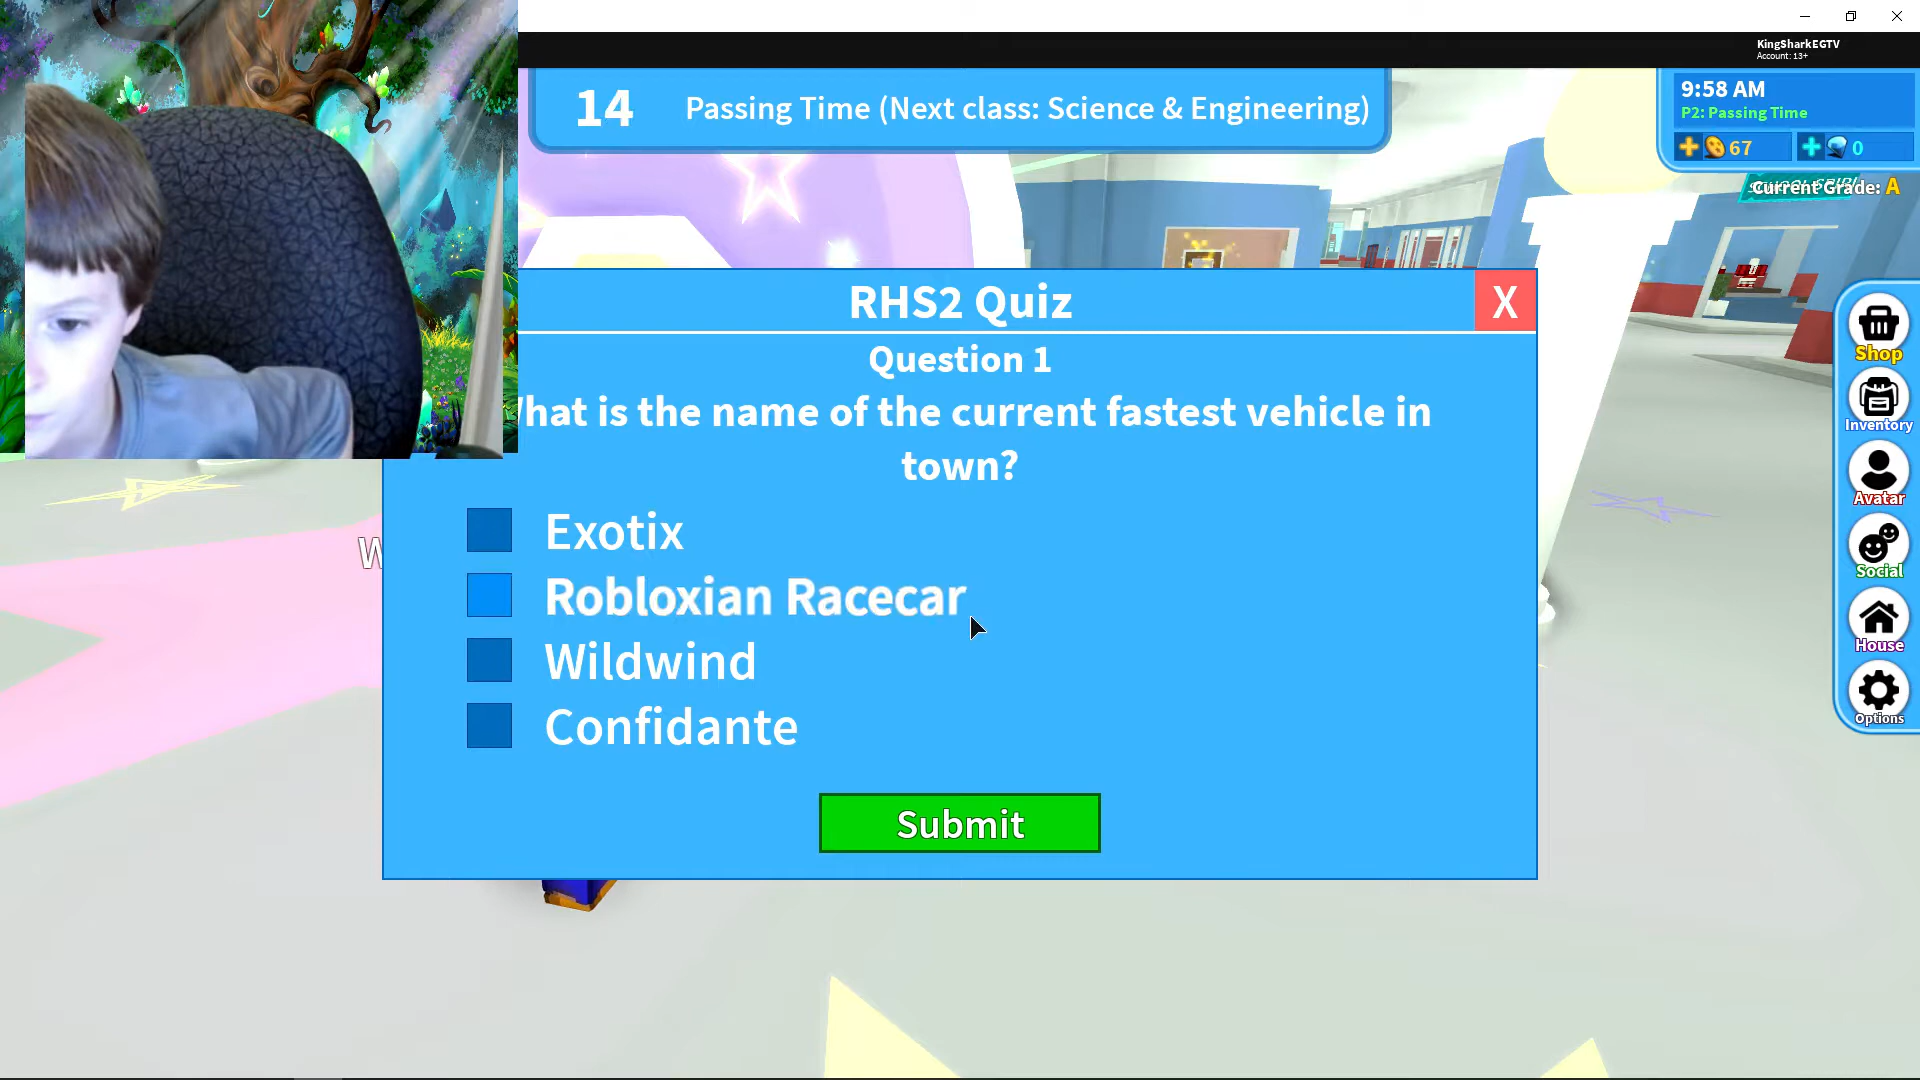 KingSharkEGTV
Account: 13+
14 Passing Time (Next class: Science & Engineering)
9:58 AM
P2: Passing Time
67 0
Current Grade: A
RHS2 Quiz X
Question 1
What is the name of the current fastest vehicle in
town?
Exotix
Robloxian Racecar
Wildwind
Confidante
Submit
W
Shop
Inventory
Avatar
Social
House
Options